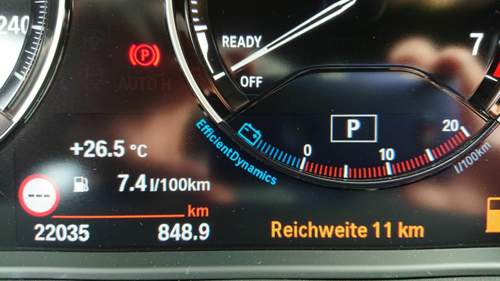 240
READY
7
(P)
AUTO H
OFF
EfficientDynamics
P
0
10
20
l/100km
+26.5 °C
7.4 l/100km
---
km
22035
848.9
Reichweite 11 km